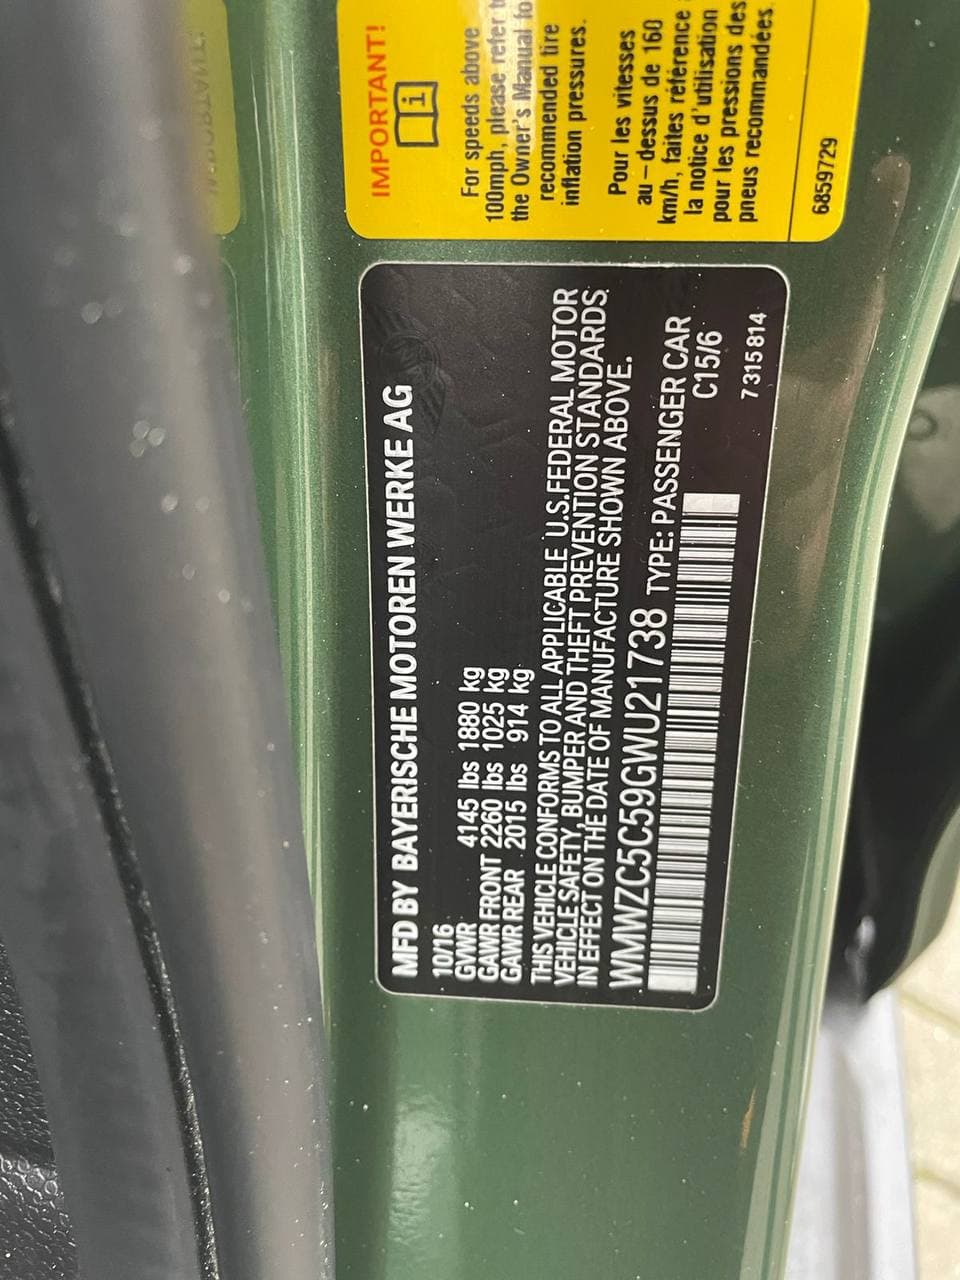 MFD BY BAYERISCHE MOTOREN WERKE AG
10/16
GVWR 4145 lbs 1880 kg
GAWR FRONT 2260 lbs 1025 kg
GAWR REAR 2015 lbs 914 kg
THIS VEHICLE CONFORMS TO ALL APPLICABLE U.S. FEDERAL MOTOR
VEHICLE SAFETY, BUMPER AND THEFT PREVENTION STANDARDS
IN EFFECT ON THE DATE OF MANUFACTURE SHOWN ABOVE.
WMWZC5C59GWU21738 TYPE: PASSENGER CAR
C15/6
7 315 814
IMPORTANT!
i
For speeds above
100mph, please refer
the Owner's Manual
recommended tire
inflation pressures.
Pour les vitesses
au-dessus de 160
km/h, faites référence
la notice d'utilisation
pour les pressions des
pneus recommandées.
6859729